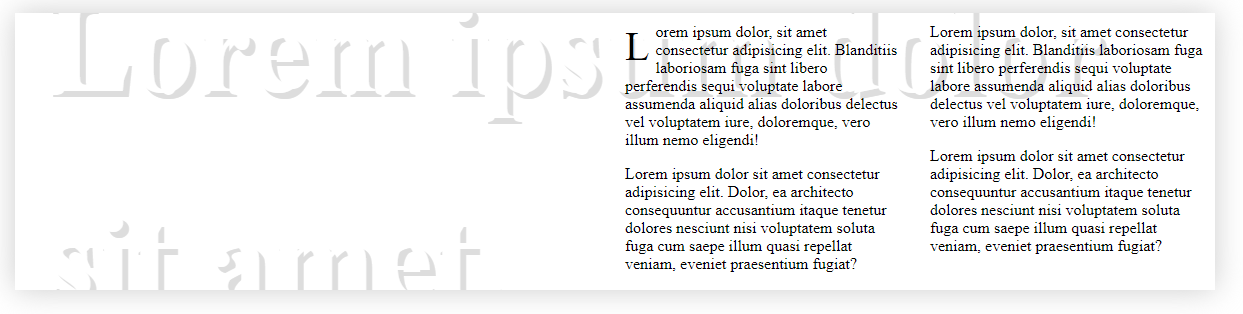 Lorem ipsum dolor
sit amet
Lorem ipsum dolor, sit amet
consectetur adipisicing elit. Blanditiis
laboriosam fuga sint libero
perferendis sequi voluptate labore
assumenda aliquid alias doloribus delectus
vel voluptatem iure, doloremque, vero
illum nemo eligendi!
Lorem ipsum dolor sit amet consectetur
adipisicing elit. Dolor, ea architecto
consequuntur accusantium itaque tenetur
dolores nesciunt nisi voluptatem soluta
fuga cum saepe illum quasi repellat
veniam, eveniet praesentium fugiat?
Lorem ipsum dolor, sit amet consectetur
adipisicing elit. Blanditiis laboriosam fuga
sint libero perferendis sequi voluptate
labore assumenda aliquid alias doloribus
delectus vel voluptatem iure, doloremque,
vero illum nemo eligendi!
Lorem ipsum dolor sit amet consectetur
adipisicing elit. Dolor, ea architecto
consequuntur accusantium itaque tenetur
dolores nesciunt nisi voluptatem soluta
fuga cum saepe illum quasi repellat
veniam, eveniet praesentium fugiat?